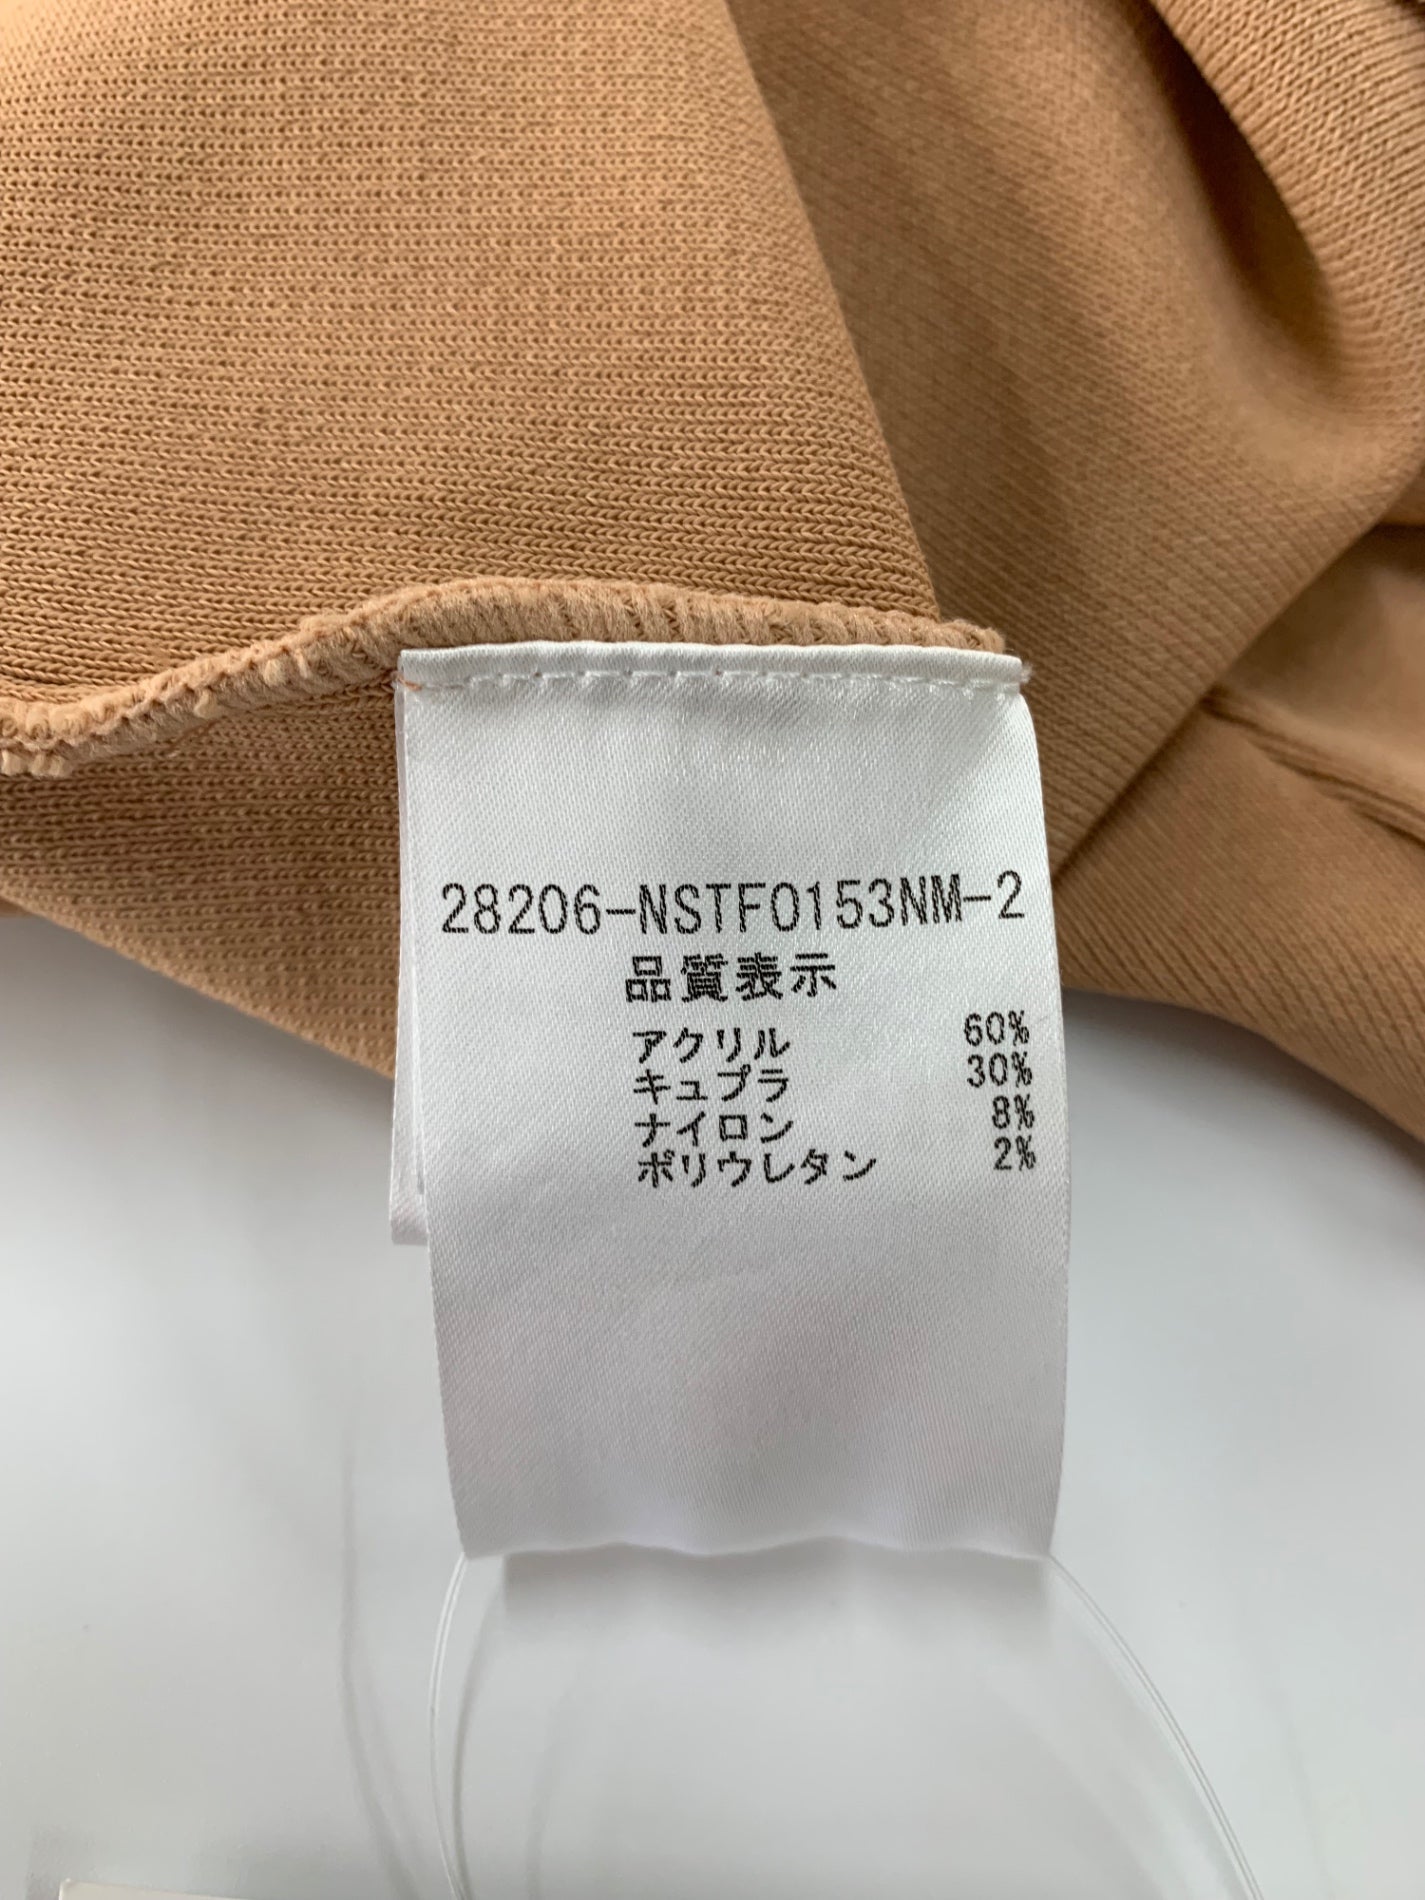 28206-NSTF0153NM-2
品質表示
アクリル 60%
キュプラ 30%
ナイロン 8%
ポリウレタン 2%